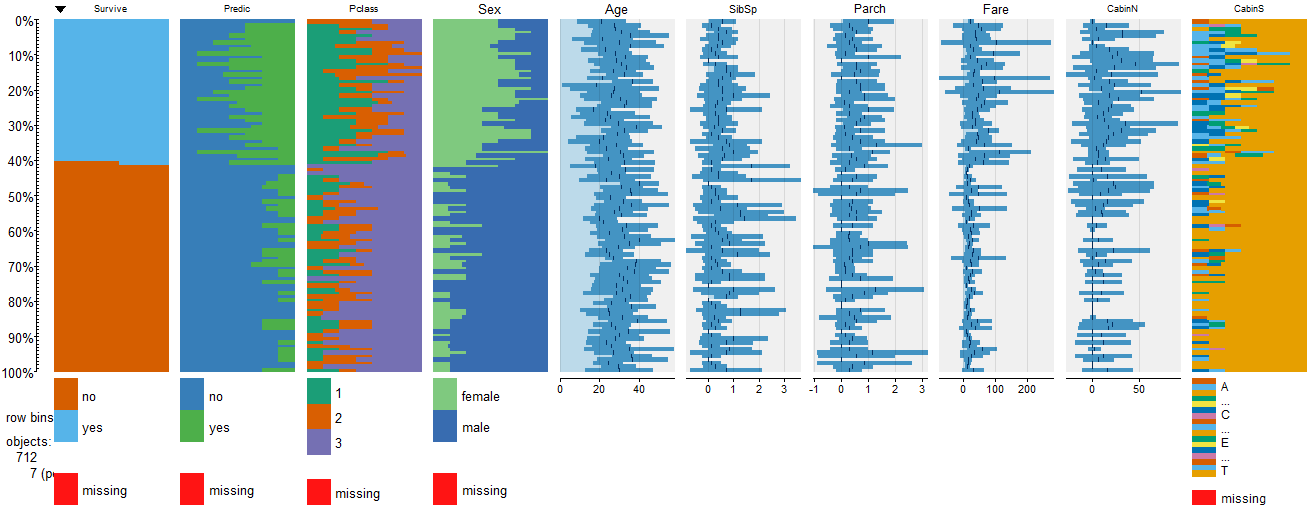 Survive Predic Pclass Sex Age SibSp Parch Fare CabinN CabinS
0%
10%
20%
30%
40%
50%
60%
70%
80%
90%
100%
0 20 40 0 1 2 3 -1 0 1 2 3 0 100 200 0 50
row bins
objects:
712
7 (p
no
yes
missing
no
yes
missing
1
2
3
missing
female
male
missing
A
...
C
...
E
...
T
missing